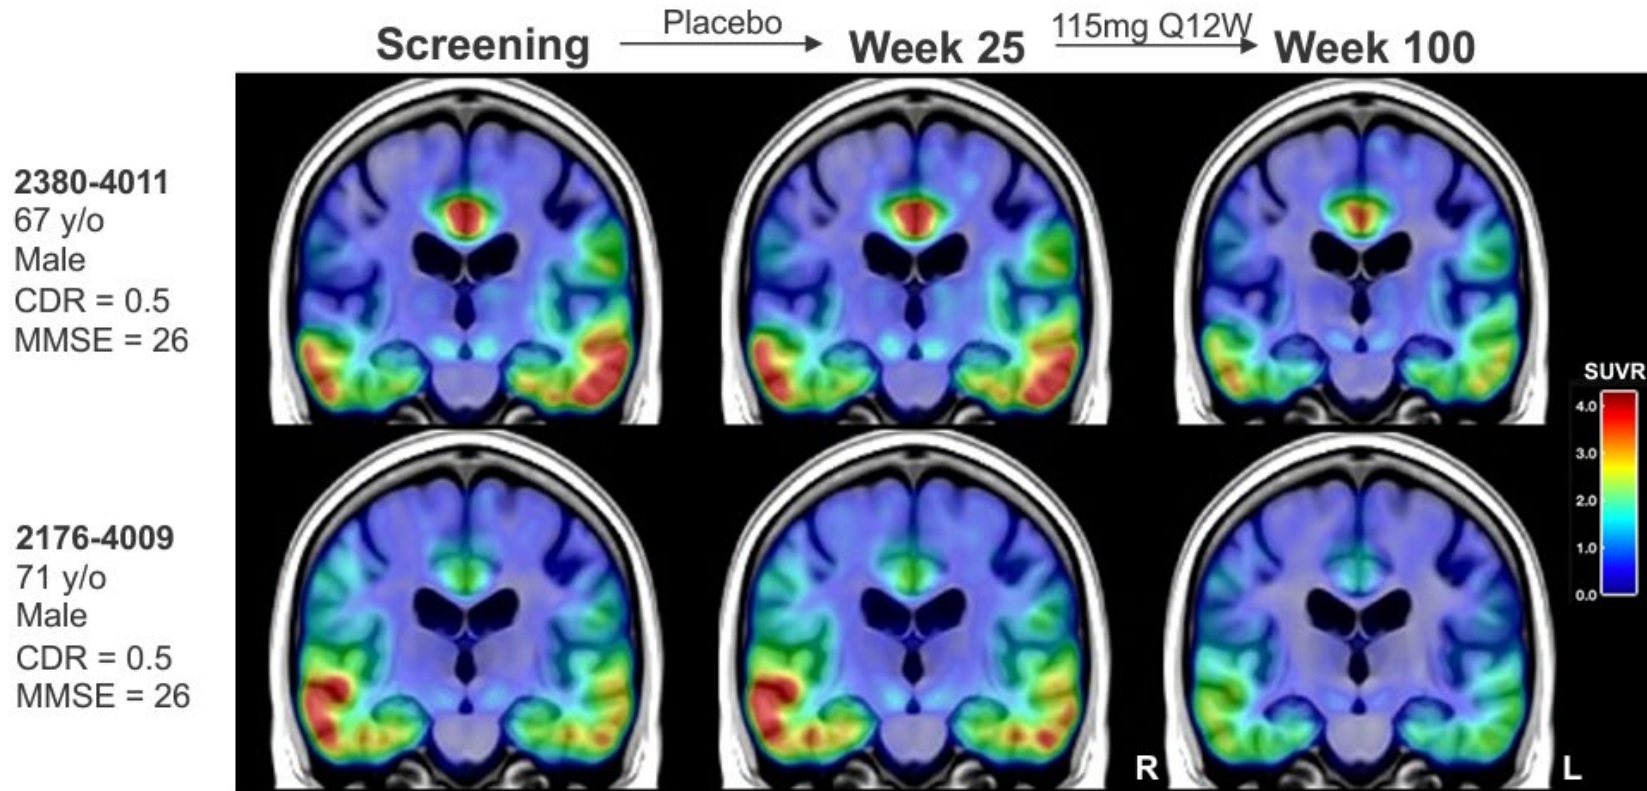 Screening
Placebo
Week 25
115mg Q12W
Week 100
2380-4011
67 y/o
Male
CDR = 0.5
MMSE = 26
SUVR
4.0
3.0
2.0
1.0
0.0
2176-4009
71 y/o
Male
CDR = 0.5
MMSE = 26
R
L